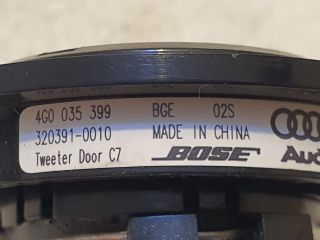 4G0 035 399 BGE 02S
320391-0010 MADE IN CHINA
Tweeter Door C7 BOSE Audi